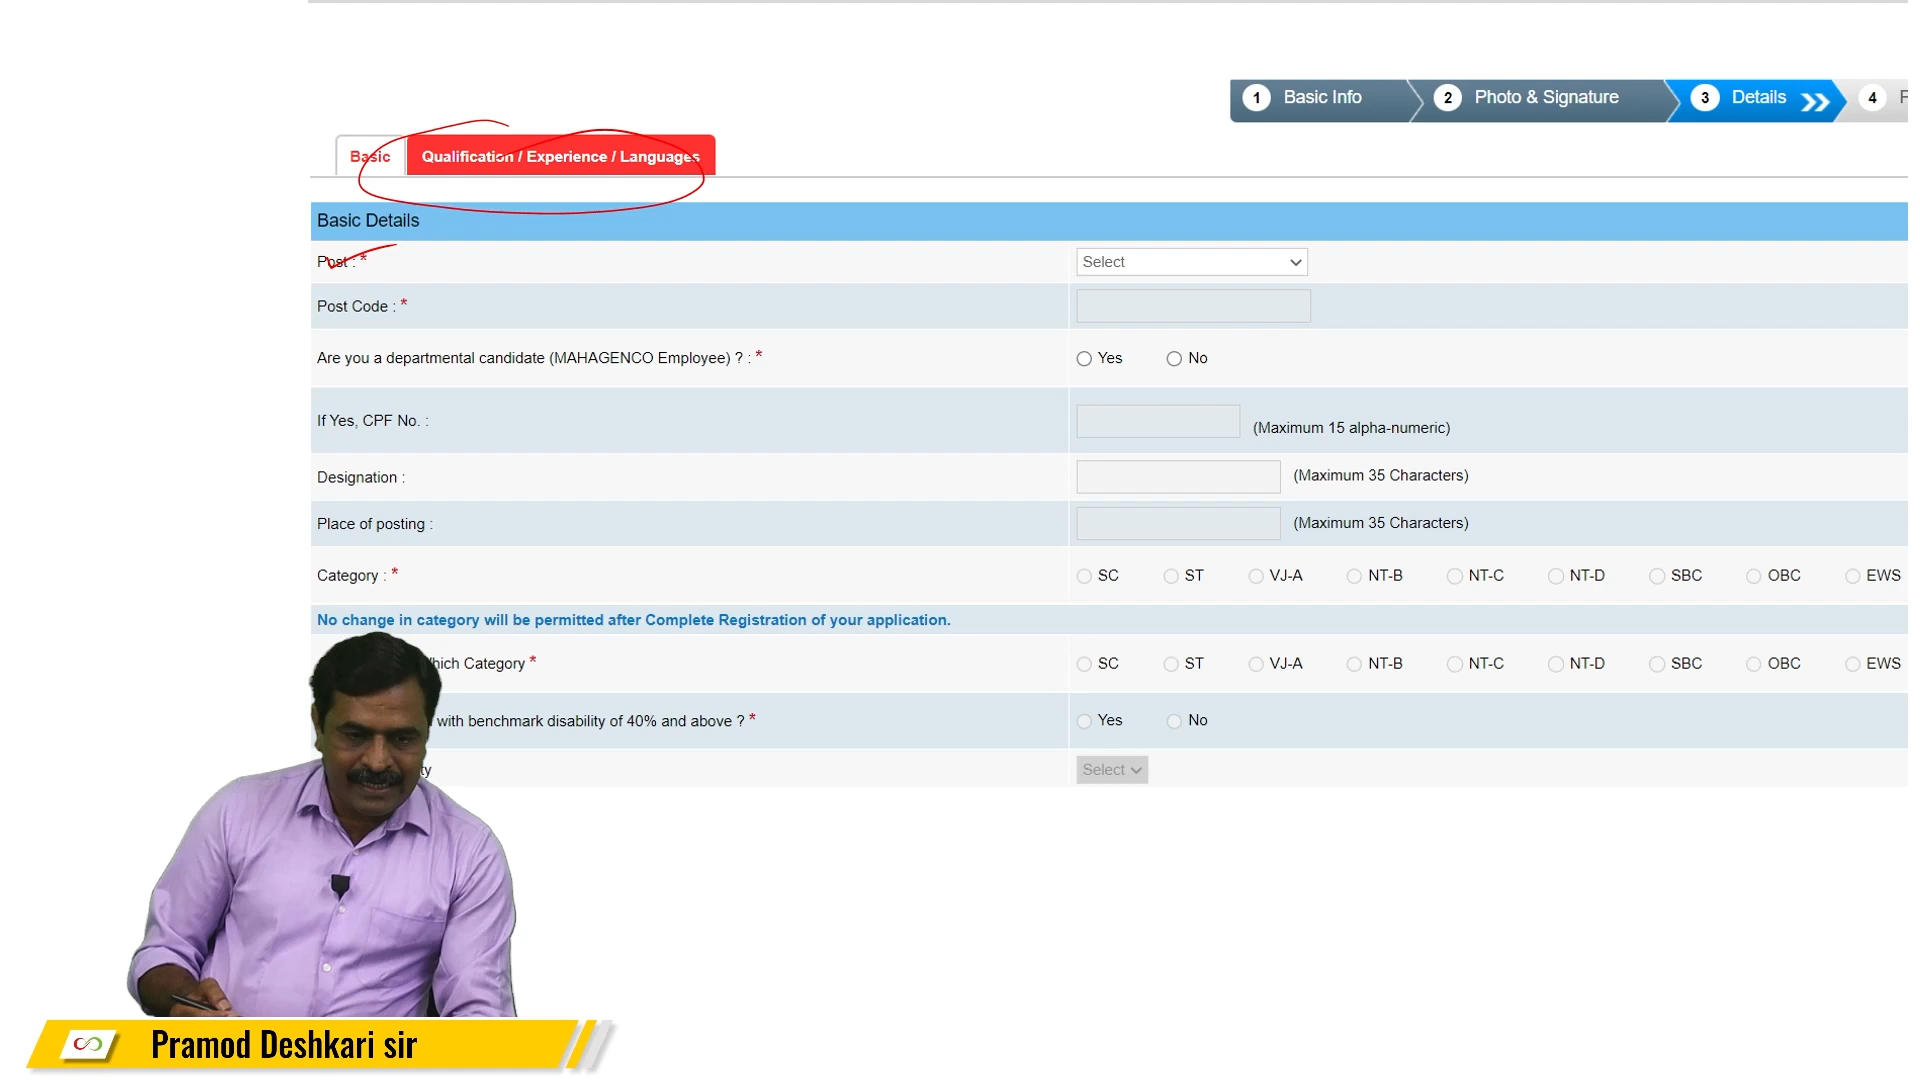 1 Basic Info 2 Photo & Signature 3 Details 4
Basic Qualification / Experience / Languages
Basic Details
Post : * Select
Post Code : *
Are you a departmental candidate (MAHAGENCO Employee) ? : * Yes No
If Yes, CPF No. : (Maximum 15 alpha-numeric)
Designation : (Maximum 35 Characters)
Place of posting : (Maximum 35 Characters)
Category : * SC ST VJ-A NT-B NT-C NT-D SBC OBC EWS
No change in category will be permitted after Complete Registration of your application.
Category * SC ST VJ-A NT-B NT-C NT-D SBC OBC EWS
with benchmark disability of 40% and above ? * Yes No
Select
Pramod Deshkari sir